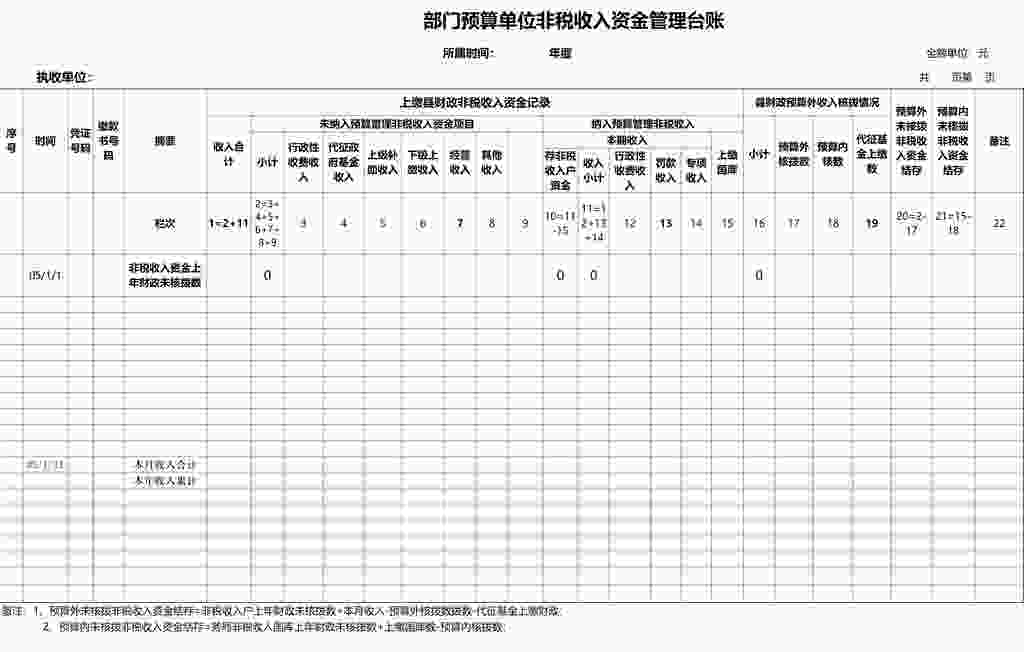 部门预算单位非税收入资金管理台账
所属时间： 年度 金额单位 元
执收单位： 共 页第 页
上缴县财政非税收入资金记录 县财政预算外收入核拨情况
未纳入预算管理非税收入资金项目 纳入预算管理非税收入
本期收入
序号 时间 凭证号码 缴款书号码 摘要 收入合计 小计 行政性收费收入 代征政府基金收入 上级补助收入 下级上缴收入 经营收入 其他收入 存非税收入户资金 收入小计 行政性收费收入 罚款收入 专项收入 上缴国库 小计 预算外核拨数 预算内核拨数 代征基金上缴数 预算外未核拨非税收入资金结存 预算内未核拨非税收入资金结存 备注
栏次 1=2+11 2=3+4+5+6+7+8+9 3 4 5 6 7 8 9 10=11-15 11=12+13+14 12 13 14 15 16 17 18 19 20=2-17 21=15-18 22
05/1/1 非税收入资金上年财政未核拨数 0 0 0 0
本月收入合计
本年收入累计
备注：1、预算外未核拨非税收入资金结存=非税收入户上年财政未核拨数+本月收入-预算外核拨数拨数-代征基金上缴财政;
2、预算内未核拨非税收入资金结存=非税收入国库上年财政未核拨数+上缴国库数-预算内核拨数;